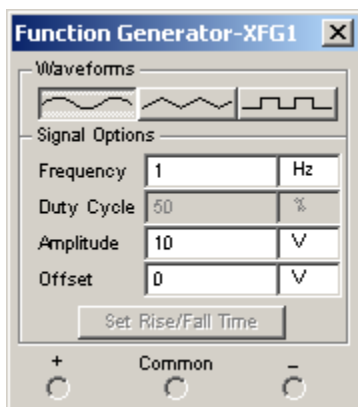 Function Generator-XFG1
Waveforms
Signal Options
Frequency 1 Hz
Duty Cycle 50 %
Amplitude 10 V
Offset 0 V
Set Rise/Fall Time
+ Common −